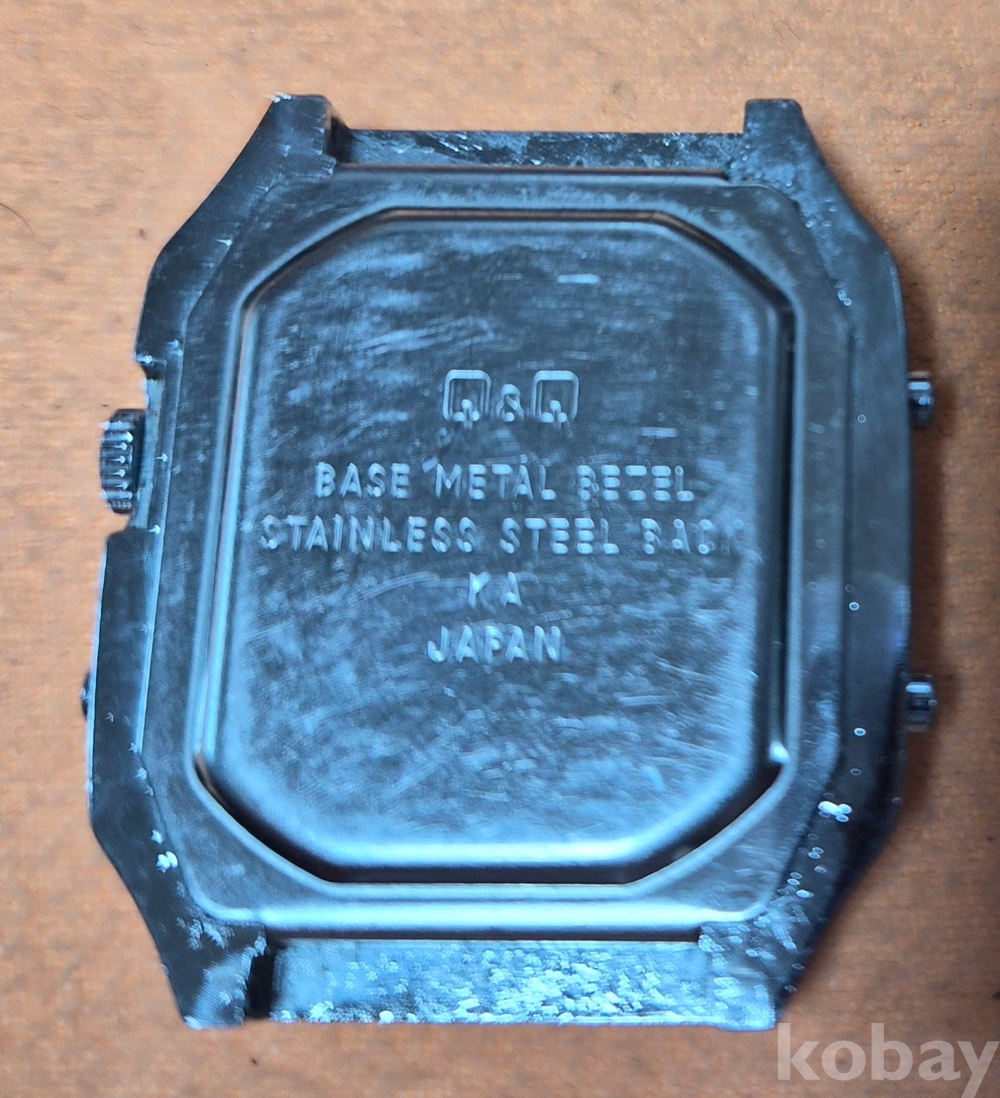 Q&Q
BASE METAL BEZEL
STAINLESS STEEL BACK
KA
JAPAN
kobay